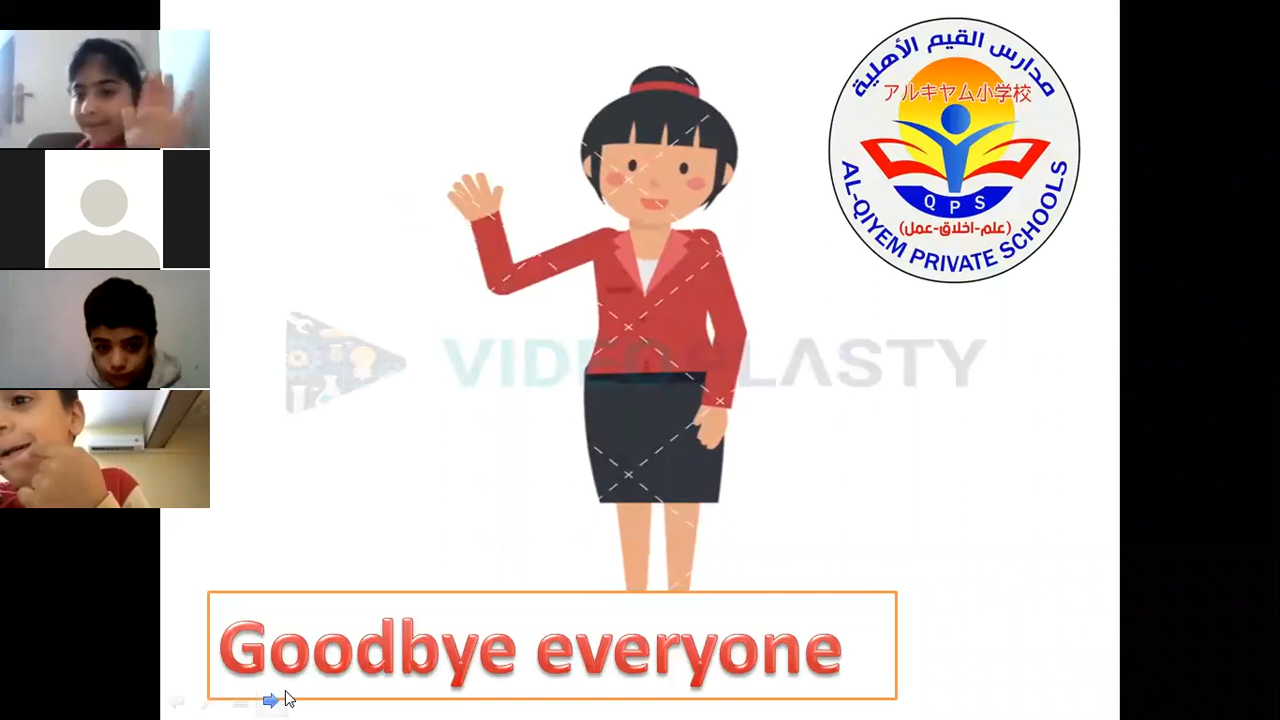 مدارس القيم الأهلية
アルキヤム小学校
Q P S
(علم-اخلاق-عمل)
AL-QIYEM PRIVATE SCHOOLS
VIDEOPLASTY
Goodbye everyone